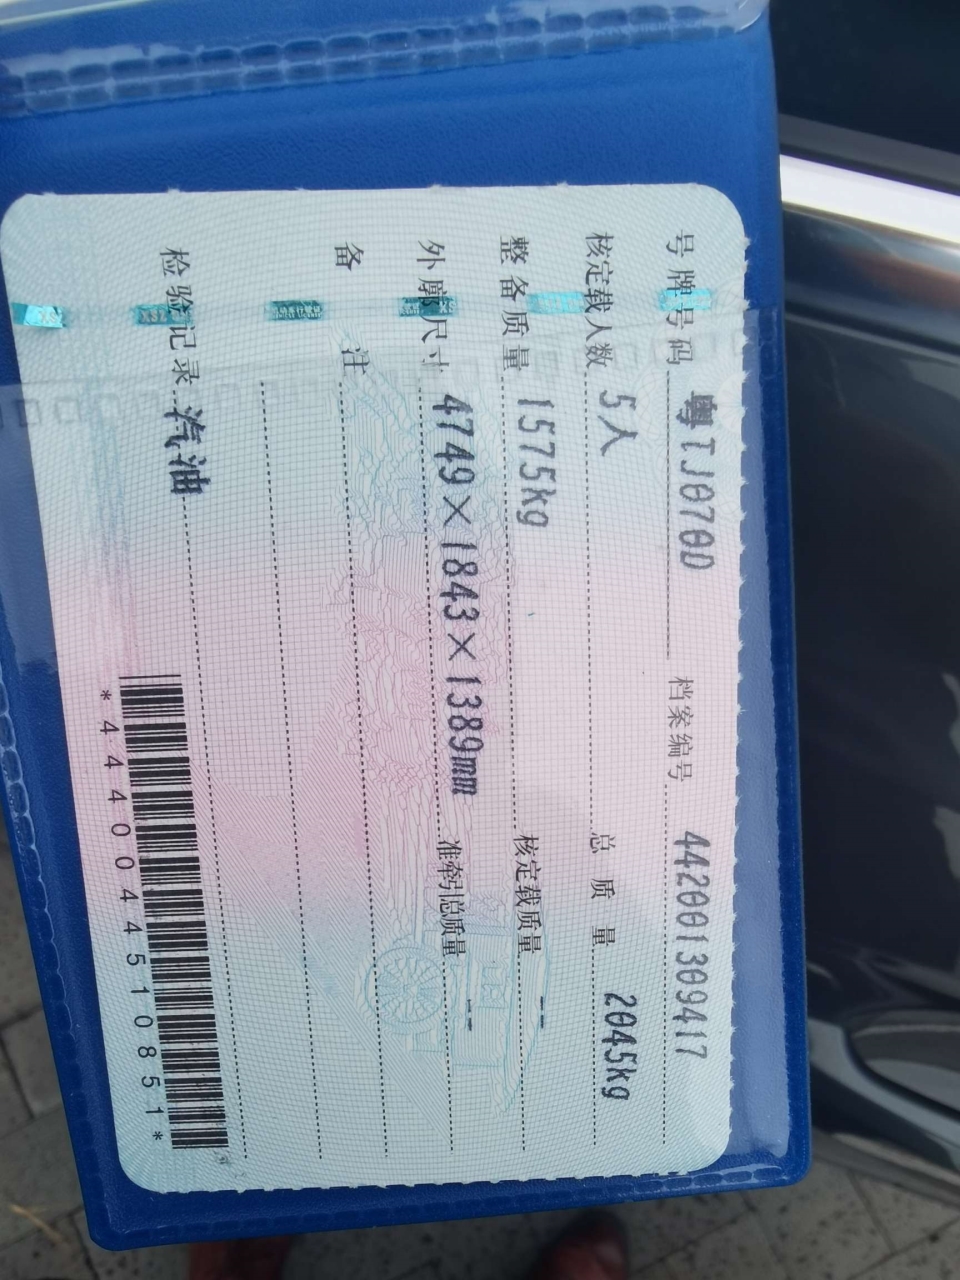 号牌号码 粤TJ070D 档案编号 442001309417
核定载人数 5人 总质量 2045kg
整备质量 1575kg 核定载质量 --
外廓尺寸 4749×1843×1389mm 准牵引总质量 --
备注
检验记录 汽油
*4440044510851*